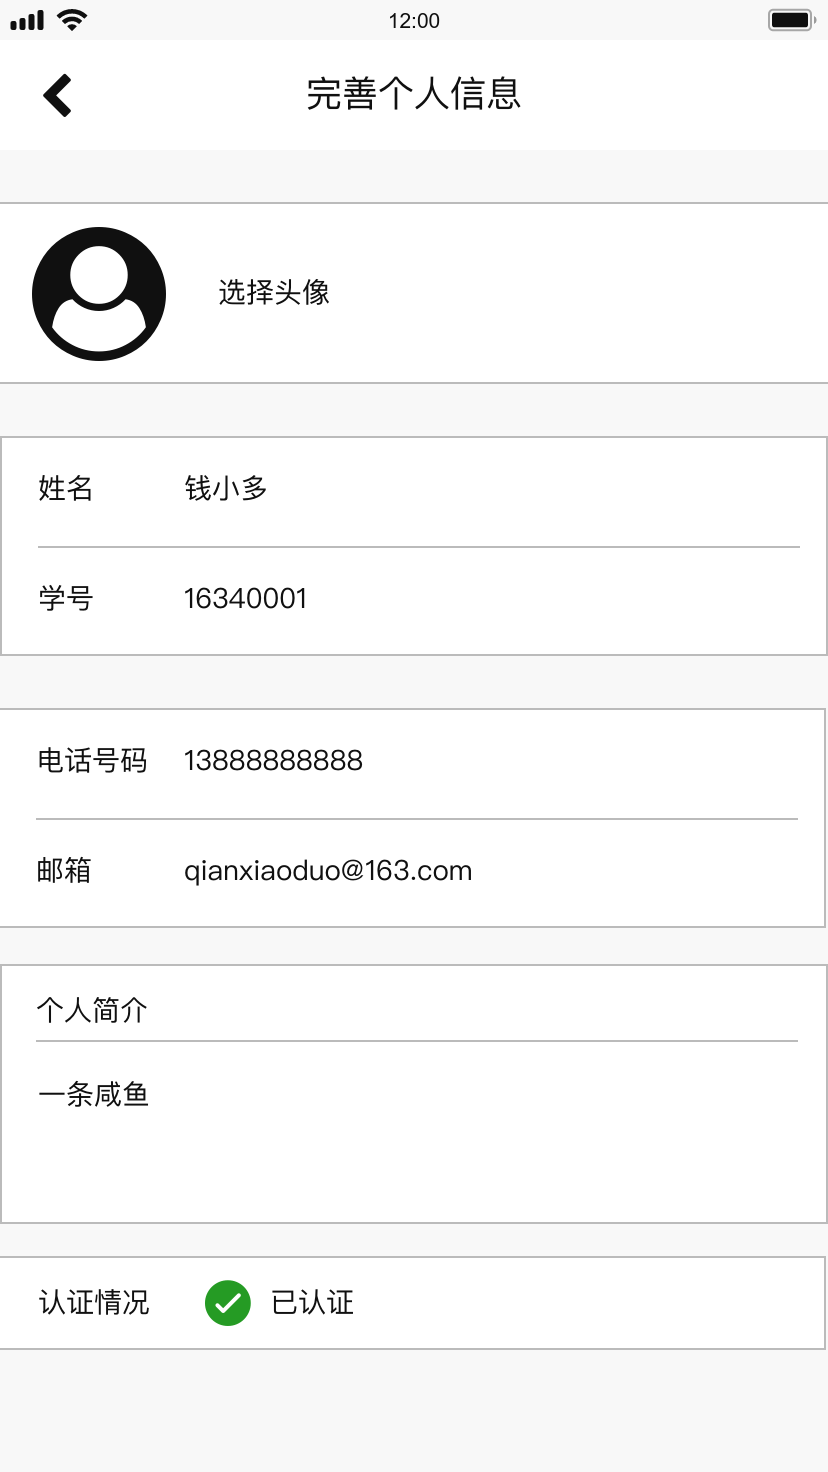 12:00
完善个人信息
选择头像
姓名 钱小多
学号 16340001
电话号码 13888888888
邮箱 qianxiaoduo@163.com
个人简介
一条咸鱼
认证情况 已认证